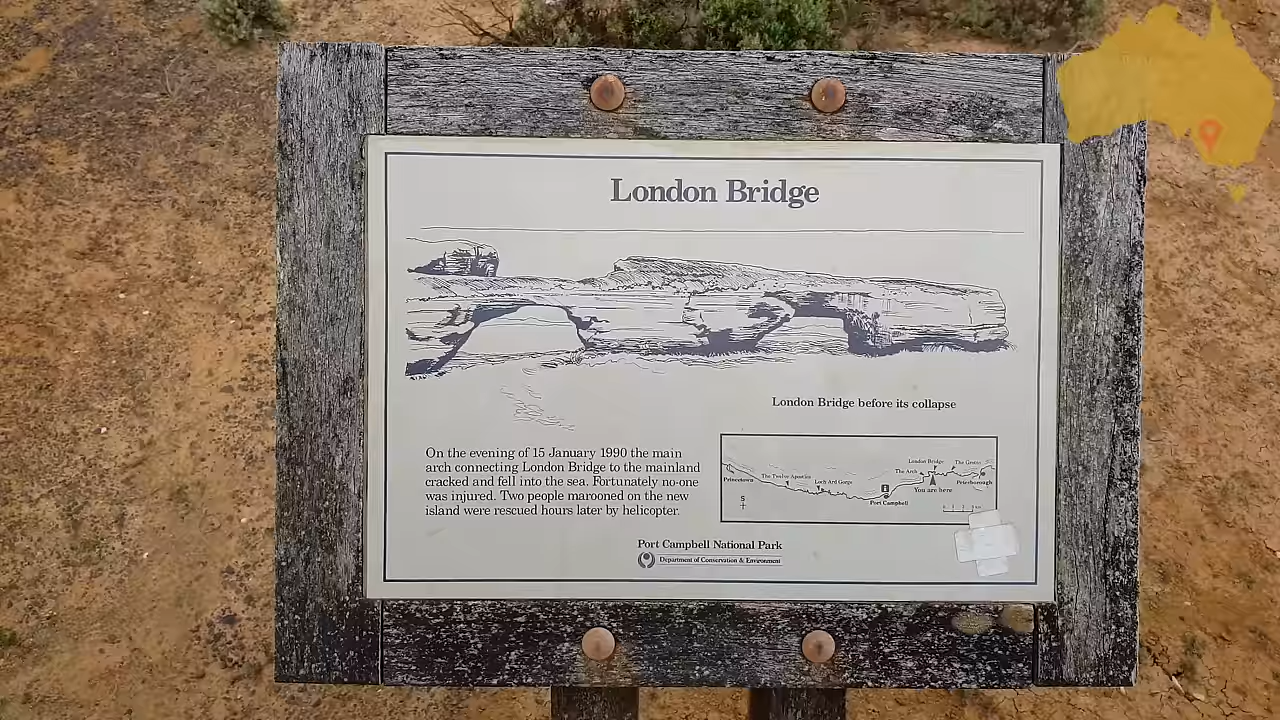 London Bridge
London Bridge before its collapse
On the evening of 15 January 1990 the main
arch connecting London Bridge to the mainland
cracked and fell into the sea. Fortunately no-one
was injured. Two people marooned on the new
island were rescued hours later by helicopter.
London Bridge
The Grotto
The Arch
Princetown
The Twelve Apostles
Loch Ard Gorge
Peterborough
You are here
Port Campbell
S
Port Campbell National Park
Department of Conservation & Environment